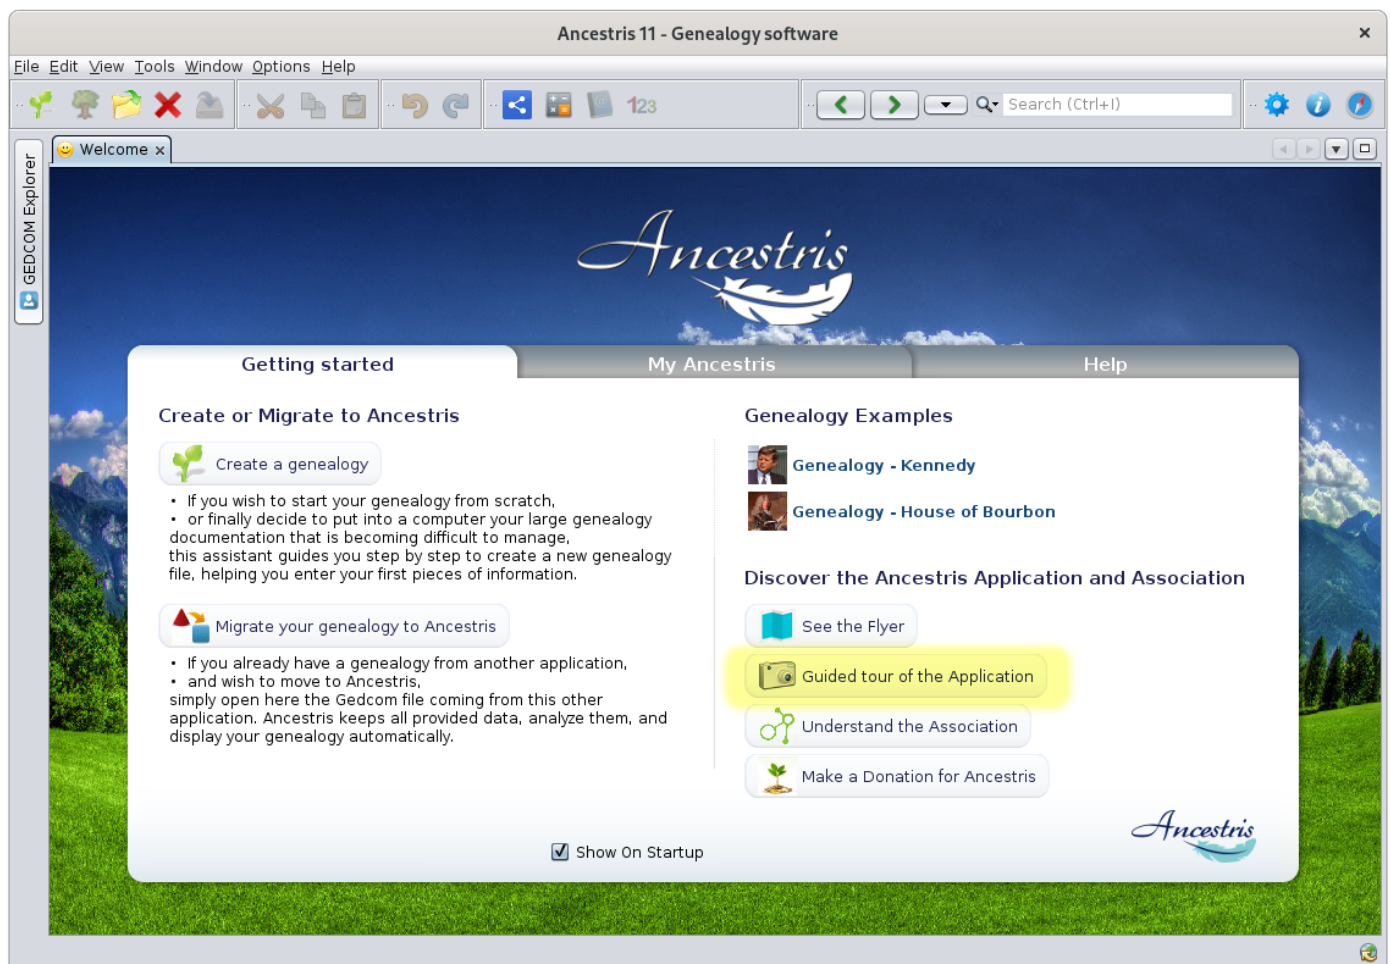 Ancestris 11 - Genealogy software
File Edit View Tools Window Options Help
123
Search (Ctrl+I)
Welcome
GEDCOM Explorer
Ancestris
Getting started
My Ancestris
Help
Create or Migrate to Ancestris
Create a genealogy
• If you wish to start your genealogy from scratch,
• or finally decide to put into a computer your large genealogy
documentation that is becoming difficult to manage,
this assistant guides you step by step to create a new genealogy
file, helping you enter your first pieces of information.
Migrate your genealogy to Ancestris
• If you already have a genealogy from another application,
• and wish to move to Ancestris,
simply open here the Gedcom file coming from this other
application. Ancestris keeps all provided data, analyze them, and
display your genealogy automatically.
Genealogy Examples
Genealogy - Kennedy
Genealogy - House of Bourbon
Discover the Ancestris Application and Association
See the Flyer
Guided tour of the Application
Understand the Association
Make a Donation for Ancestris
Ancestris
Show On Startup